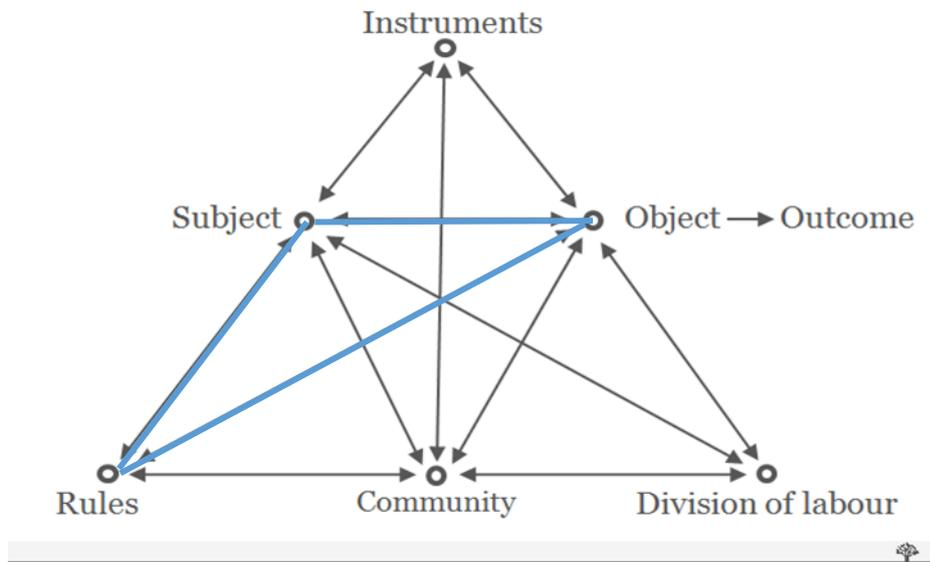 Instruments
Subject
Object → Outcome
Rules
Community
Division of labour